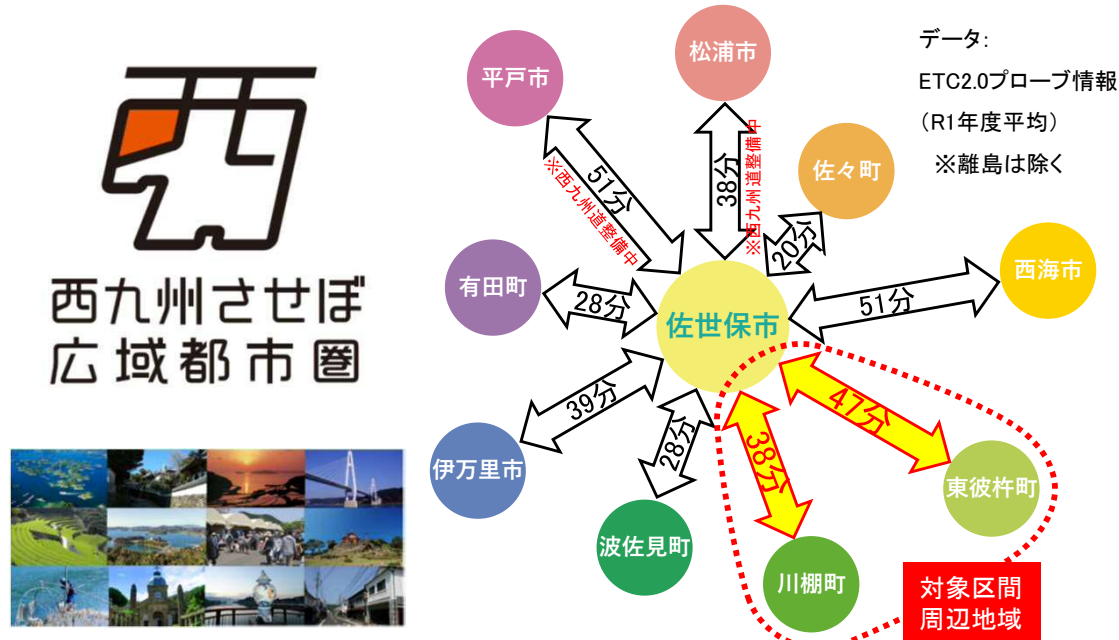 西九州させぼ
広域都市圏
データ:
ETC2.0プローブ情報
(R1年度平均)
※離島は除く
平戸市
松浦市
佐々町
西海市
有田町
佐世保市
伊万里市
波佐見町
川棚町
東彼杵町
51分
※西九州道整備中
38分
※西九州道整備中
20分
51分
28分
39分
28分
38分
47分
対象区間
周辺地域